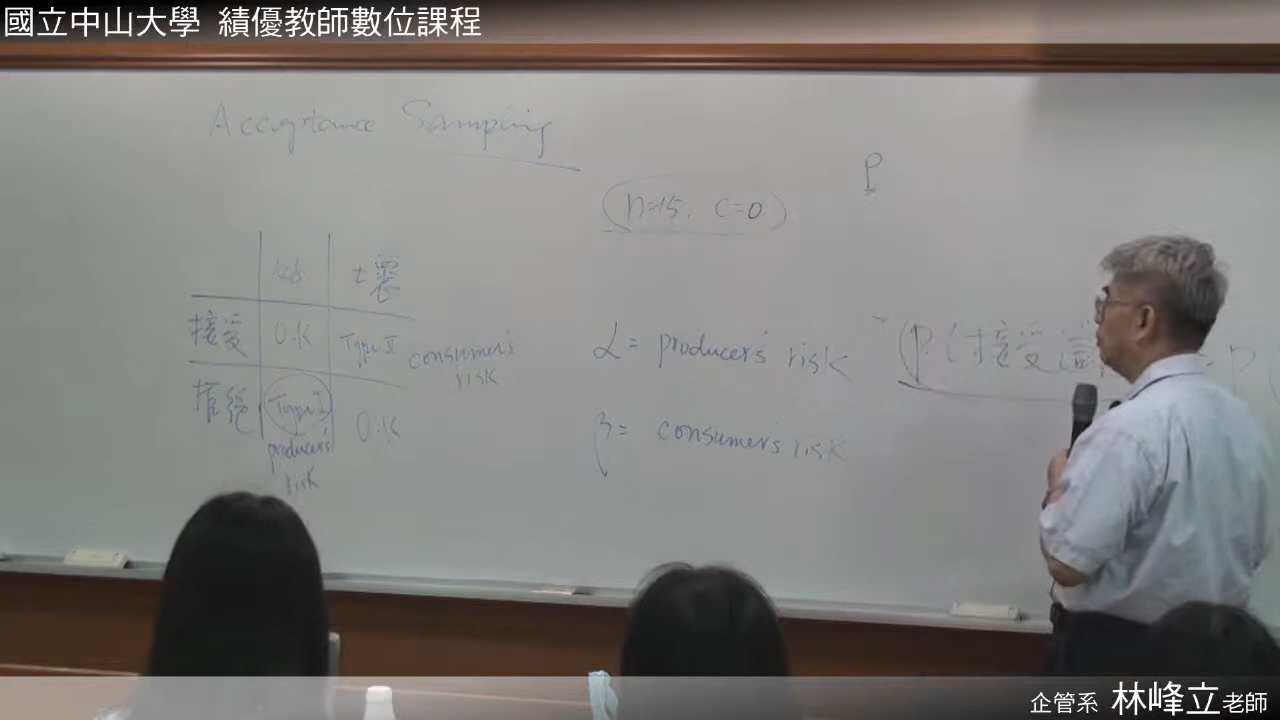 國立中山大學 績優教師數位課程
Acceptance Sampling
P
(n=15, c=0)
好 壞
接受 O.K Type II consumer's risk
拒絕 Type I O.K
producer's
risk
α = producer's risk
(P(接受
β = consumer's risk
企管系 林峰立老師